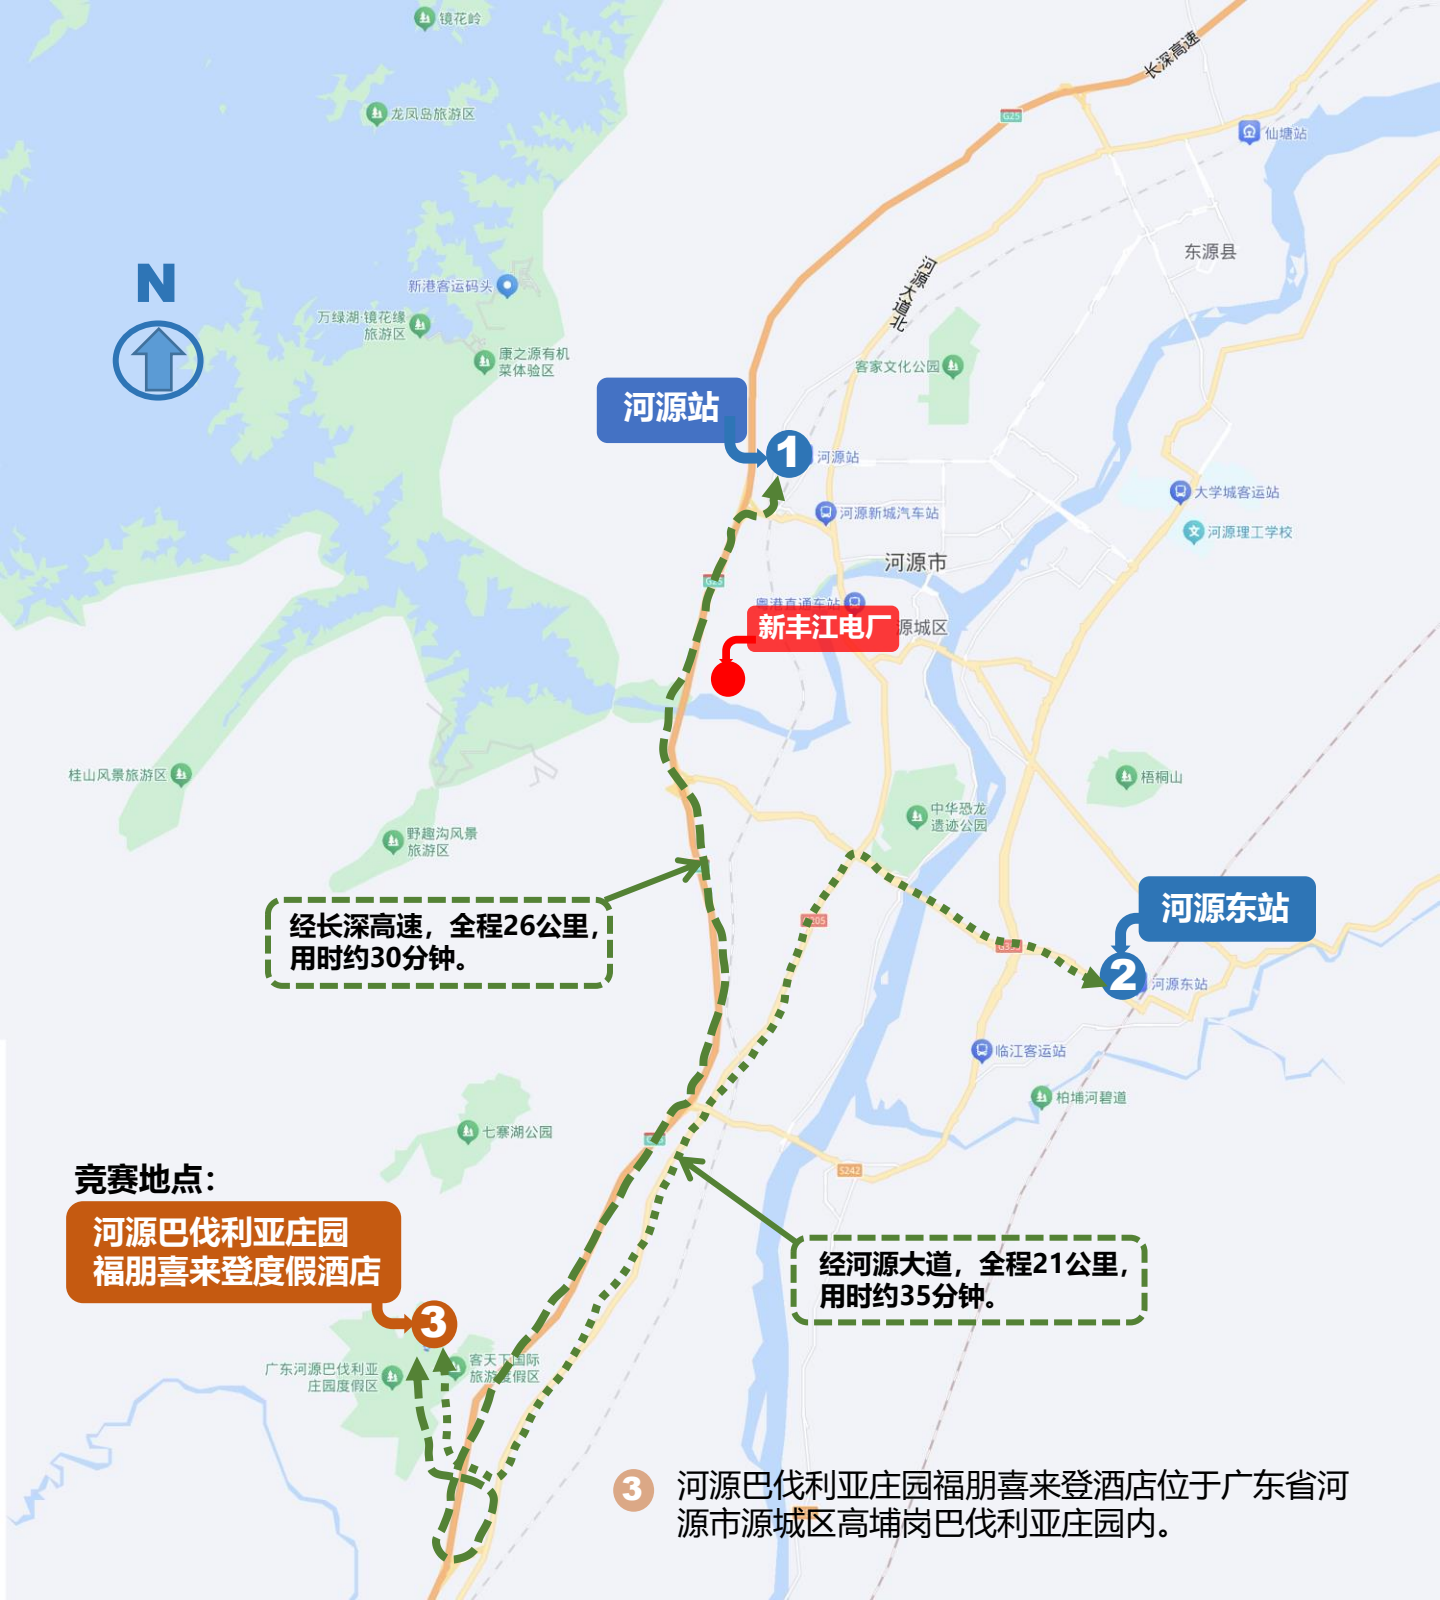 镜花岭
长深高速
龙凤岛旅游区
G25
仙塘站
东源县
N
河源大道北
新港客运码头
万绿湖·镜花缘
旅游区
康之源有机
菜体验区
客家文化公园
河源站
1
河源站
大学城客运站
河源新城汽车站
河源理工学校
河源市
G25
粤港直通车站
新丰江电厂
源城区
桂山风景旅游区
梧桐山
中华恐龙
遗迹公园
野趣沟风景
旅游区
河源东站
经长深高速，全程26公里，
用时约30分钟。
2
河源东站
临江客运站
柏埔河碧道
七寨湖公园
S242
竞赛地点：
河源巴伐利亚庄园
福朋喜来登度假酒店
经河源大道，全程21公里，
用时约35分钟。
3
客天下国际
旅游度假区
广东河源巴伐利亚
庄园度假区
3
河源巴伐利亚庄园福朋喜来登酒店位于广东省河
源市源城区高埔岗巴伐利亚庄园内。